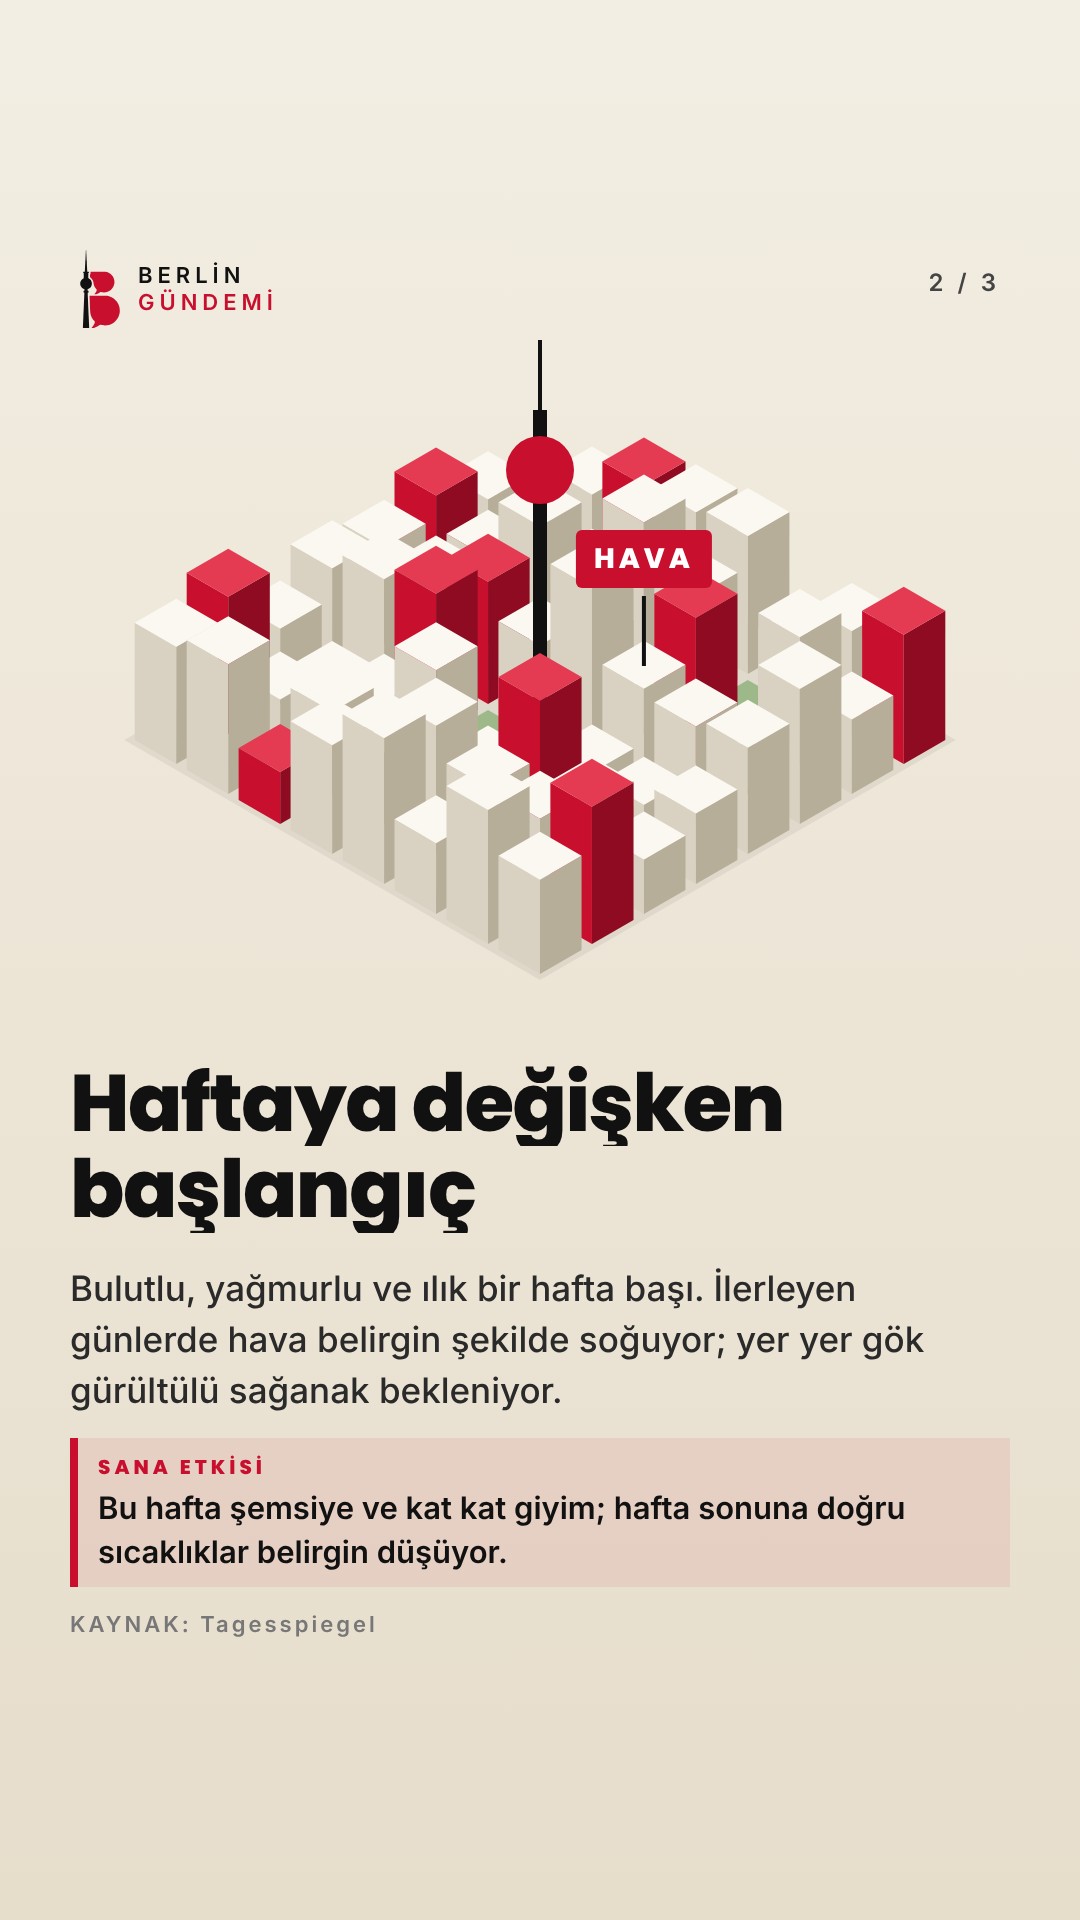 BERLİN
GÜNDEMİ
2 / 3
HAVA
Haftaya değişken
başlangıç
Bulutlu, yağmurlu ve ılık bir hafta başı. İlerleyen
günlerde hava belirgin şekilde soğuyor; yer yer gök
gürültülü sağanak bekleniyor.
SANA ETKİSİ
Bu hafta şemsiye ve kat kat giyim; hafta sonuna doğru
sıcaklıklar belirgin düşüyor.
KAYNAK: Tagesspiegel